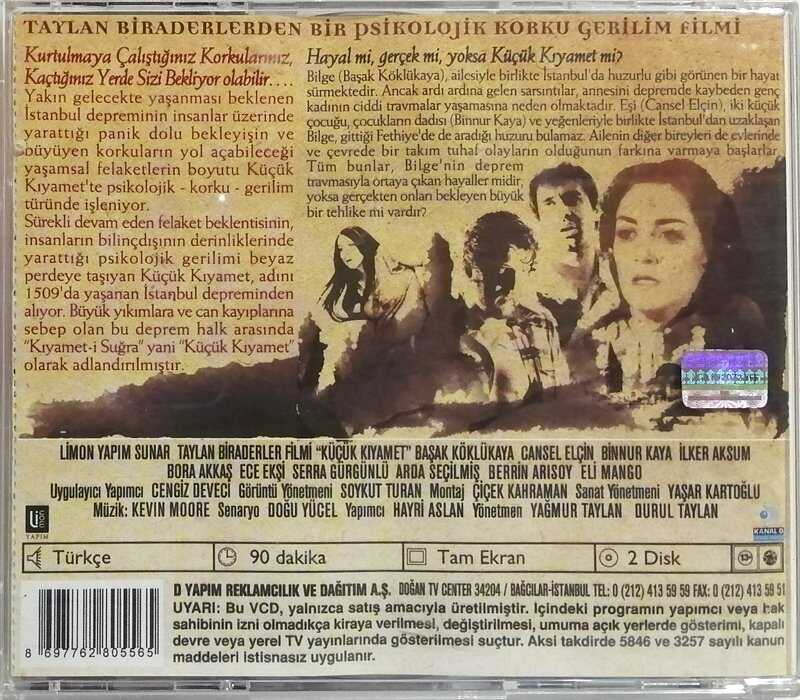 TAYLAN BİRADERLERDEN BİR PSİKOLOJİK KORKU GERİLİM FİLMİ
Kurtulmaya Çalıştığınız Korkularınız,
Kaçtığınız Yerde Sizi Bekliyor olabilir....
Yakın gelecekte yaşanması beklenen
İstanbul depreminin insanlar üzerinde
yarattığı panik dolu bekleyişin ve
büyüyen korkuların yol açabileceği
yaşamsal felaketlerin boyutu Küçük
Kıyamet'te psikolojik - korku - gerilim
türünde işleniyor.
Sürekli devam eden felaket beklentisinin,
insanların bilinçdışının derinliklerinde
yarattığı psikolojik gerilimi beyaz
perdeye taşıyan Küçük Kıyamet, adını
1509'da yaşanan İstanbul depreminden
alıyor. Büyük yıkımlara ve can kayıplarına
sebep olan bu deprem halk arasında
"Kıyamet-i Suğra" yani "Küçük Kıyamet"
olarak adlandırılmıştır.
Hayal mi, gerçek mi, yoksa Küçük Kıyamet mi?
Bilge (Başak Köklükaya), ailesiyle birlikte İstanbul'da huzurlu gibi görünen bir hayat
sürmektedir. Ancak ardı ardına gelen sarsıntılar, annesini depremde kaybeden genç
kadının ciddi travmalar yaşamasına neden olmaktadır. Eşi (Cansel Elçin), iki küçük
çocuğu, çocukların dadısı (Binnur Kaya) ve yeğenleriyle birlikte İstanbul'dan uzaklaşan
Bilge, gittiği Fethiye'de de aradığı huzuru bulamaz. Ailenin diğer bireyleri de evlerinde
ve çevrede bir takım tuhaf olayların olduğunun farkına varmaya başlarlar.
Tüm bunlar, Bilge'nin deprem
travmasıyla ortaya çıkan hayaller midir,
yoksa gerçekten onları bekleyen büyük
bir tehlike mi vardır?
LİMON YAPIM SUNAR TAYLAN BİRADERLER FİLMİ "KÜÇÜK KIYAMET" BAŞAK KÖKLÜKAYA CANSEL ELÇİN BİNNUR KAYA İLKER AKSUM
BORA AKKAŞ ECE EKŞİ SERRA GÜRGÜNLÜ ARDA SEÇİLMİŞ BERRİN ARISOY ELI MANGO
Uygulayıcı Yapımcı CENGİZ DEVECİ Görüntü Yönetmeni SOYKUT TURAN Montaj ÇİÇEK KAHRAMAN Sanat Yönetmeni YAŞAR KARTOĞLU
Müzik: KEVIN MOORE Senaryo DOĞU YÜCEL Yapımcı HAYRİ ASLAN Yönetmen YAĞMUR TAYLAN DURUL TAYLAN
Limon
YAPIM
KANAL D
Türkçe 90 dakika Tam Ekran 2 Disk
D YAPIM REKLAMCILIK VE DAĞITIM A.Ş. DOĞAN TV CENTER 34204 / BAĞCILAR-İSTANBUL TEL: 0 (212) 413 59 59 FAX: 0 (212) 413 59 51
UYARI: Bu VCD, yalnızca satış amacıyla üretilmiştir. İçindeki programın yapımcı veya hak
sahibinin izni olmadıkça kiraya verilmesi, değiştirilmesi, umuma açık yerlerde gösterimi, kapalı
devre veya yerel TV yayınlarında gösterilmesi suçtur. Aksi takdirde 5846 ve 3257 sayılı kanun
maddeleri istisnasız uygulanır.
8 697762 805565